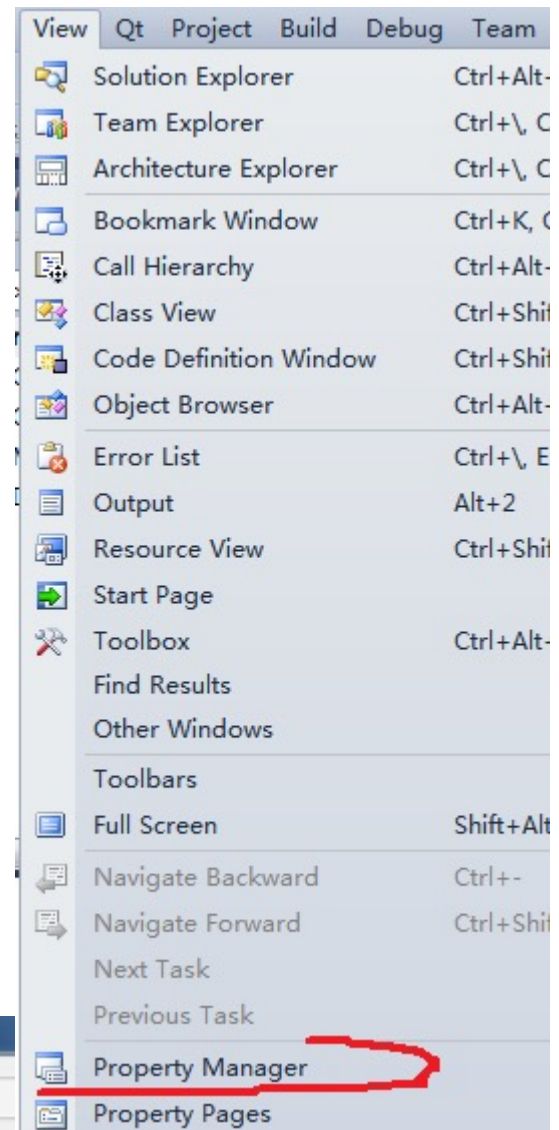 View Qt Project Build Debug Team
Solution Explorer Ctrl+Alt-
Team Explorer Ctrl+\, C
Architecture Explorer Ctrl+\, C
Bookmark Window Ctrl+K,
Call Hierarchy Ctrl+Alt-
Class View Ctrl+Shif
Code Definition Window Ctrl+Shif
Object Browser Ctrl+Alt-
Error List Ctrl+\, E
Output Alt+2
Resource View Ctrl+Shif
Start Page
Toolbox Ctrl+Alt-
Find Results
Other Windows
Toolbars
Full Screen Shift+Alt
Navigate Backward Ctrl+-
Navigate Forward Ctrl+Shif
Next Task
Previous Task
Property Manager
Property Pages